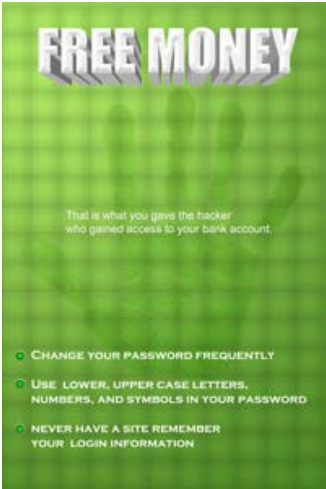 FREE MONEY
That is what you gave the hacker
who gained access to your bank account.
CHANGE YOUR PASSWORD FREQUENTLY
USE LOWER, UPPER CASE LETTERS,
NUMBERS, AND SYMBOLS IN YOUR PASSWORD
NEVER HAVE A SITE REMEMBER
YOUR LOGIN INFORMATION